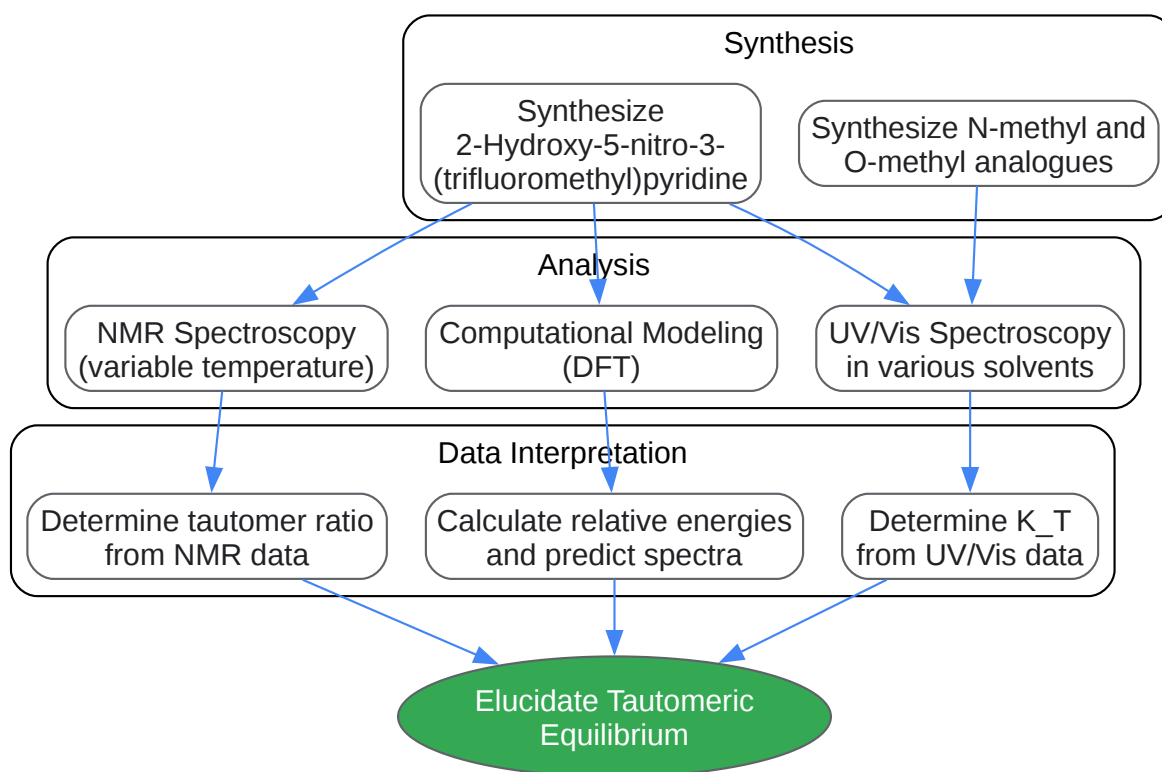 Synthesis
Synthesize
2-Hydroxy-5-nitro-3-
(trifluoromethyl)pyridine
Synthesize N-methyl and
O-methyl analogues
Analysis
NMR Spectroscopy
(variable temperature)
Computational Modeling
(DFT)
UV/Vis Spectroscopy
in various solvents
Data Interpretation
Determine tautomer ratio
from NMR data
Calculate relative energies
and predict spectra
Determine K_T
from UV/Vis data
Elucidate Tautomeric
Equilibrium